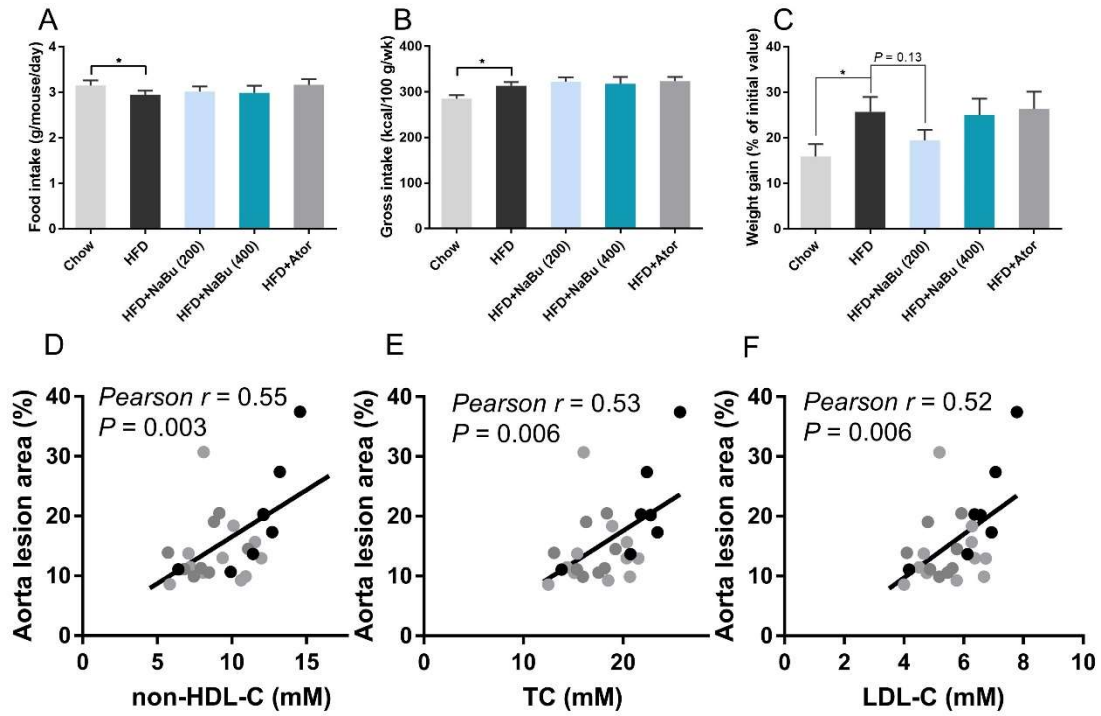 A
Food intake (g/mouse/day)
4
3
2
1
0
*
Chow
HFD
HFD+NaBu (200)
HFD+NaBu (400)
HFD+Ator
B
Gross intake (kcal/100 g/wk)
400
300
200
100
0
*
Chow
HFD
HFD+NaBu (200)
HFD+NaBu (400)
HFD+Ator
C
Weight gain (% of initial value)
40
30
20
10
0
*
P = 0.13
Chow
HFD
HFD+NaBu (200)
HFD+NaBu (400)
HFD+Ator
D
Aorta lesion area (%)
40
30
20
10
0
Pearson r = 0.55
P = 0.003
0 5 10 15
non-HDL-C (mM)
E
Aorta lesion area (%)
40
30
20
10
0
Pearson r = 0.53
P = 0.006
0 10 20
TC (mM)
F
Aorta lesion area (%)
40
30
20
10
0
Pearson r = 0.52
P = 0.006
0 2 4 6 8 10
LDL-C (mM)